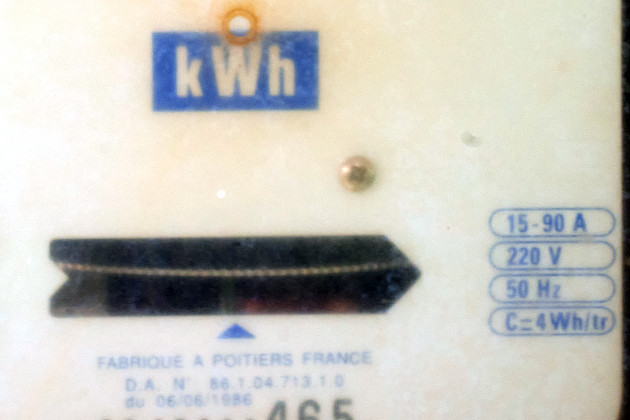 kWh
15-90 A
220 V
50 Hz
C=4Wh/tr
FABRIQUE A POITIERS FRANCE
D.A. N° 86.1.04.713.1.0
du 06/06/1986
465